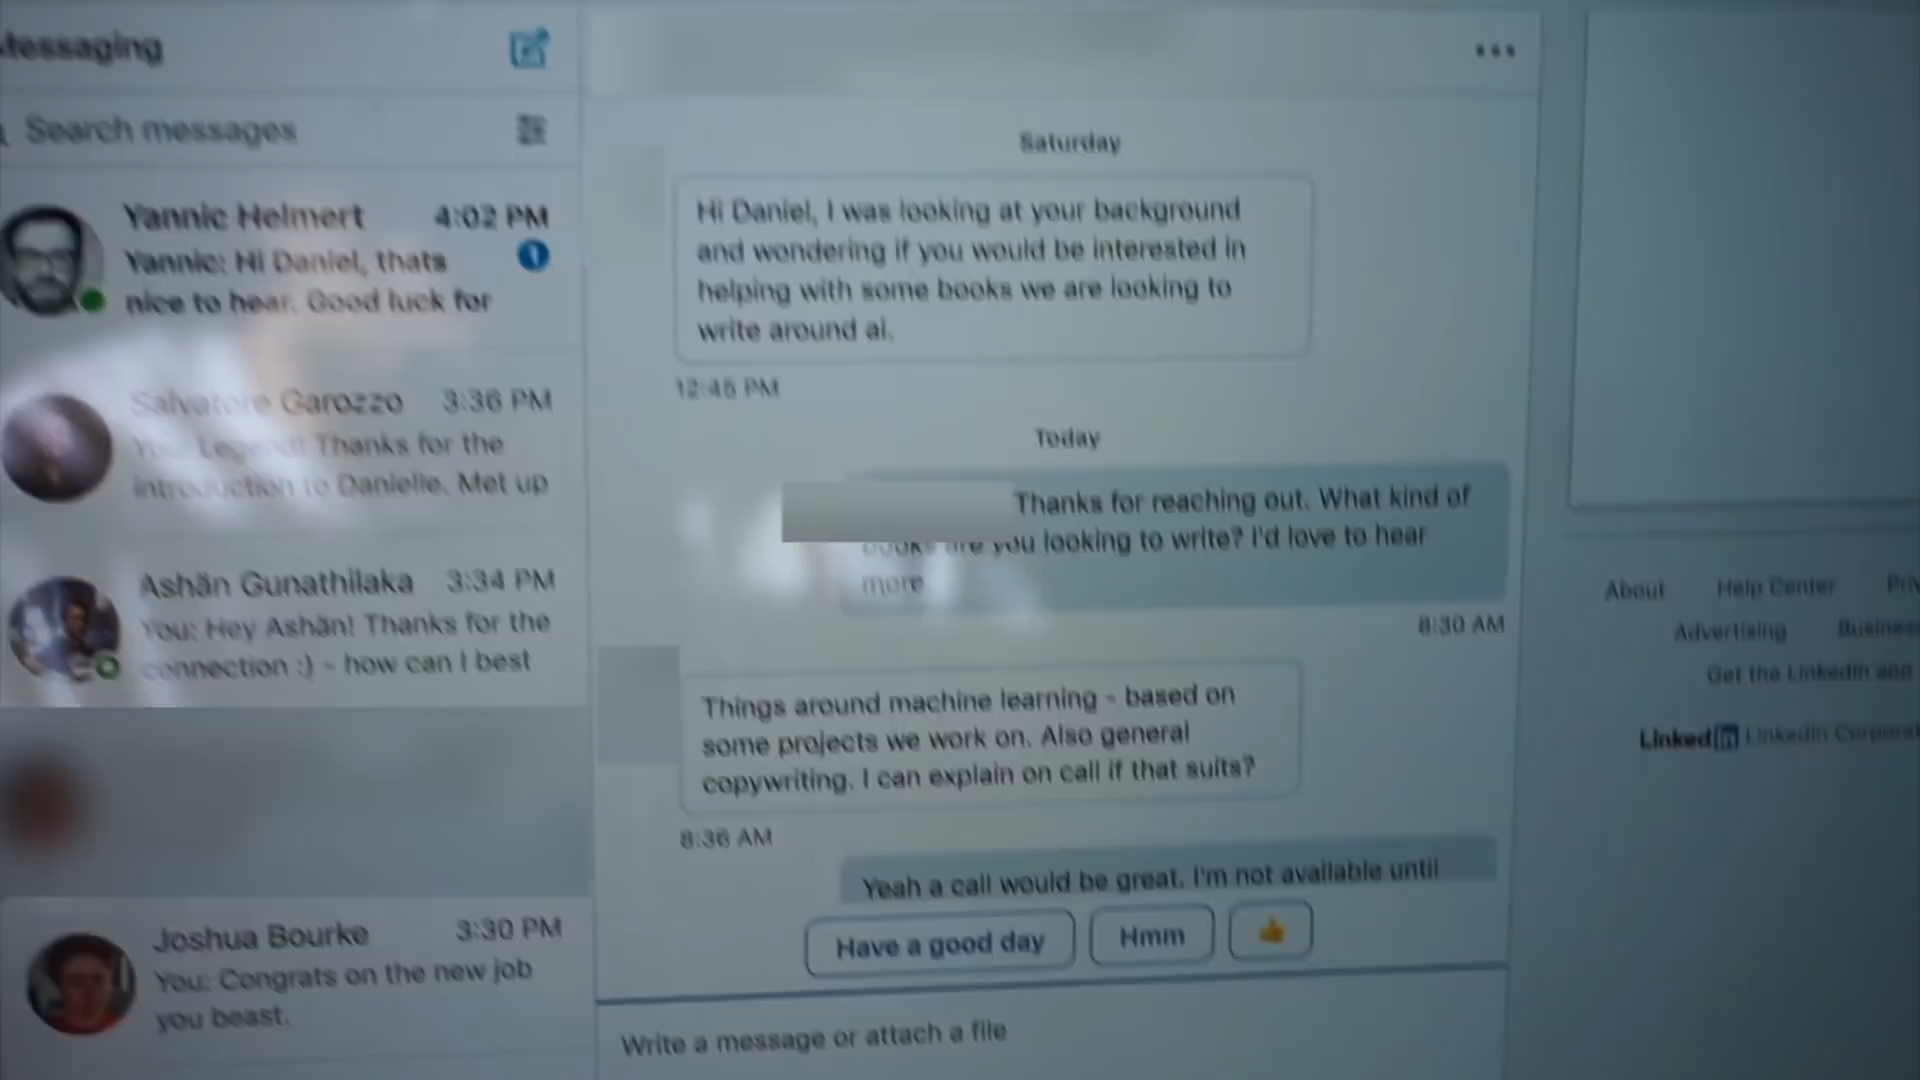 Messaging
Search messages
Yannic Helmert 4:02 PM
Yannic: Hi Daniel, thats
nice to hear. Good luck for
1
Salvatore Garozzo 3:36 PM
You: Legend! Thanks for the
introduction to Danielle. Met up
Ashăn Gunathilaka 3:34 PM
You: Hey Ashăn! Thanks for the
connection :) - how can I best
Joshua Bourke 3:30 PM
You: Congrats on the new job
you beast.
Saturday
Hi Daniel, I was looking at your background
and wondering if you would be interested in
helping with some books we are looking to
write around ai.
12:45 PM
Today
Thanks for reaching out. What kind of
books are you looking to write? I'd love to hear
more.
8:30 AM
Things around machine learning - based on
some projects we work on. Also general
copywriting. I can explain on call if that suits?
8:36 AM
Yeah a call would be great. I'm not available until
Have a good day
Hmm
Write a message or attach a file
About Help Center
Advertising
Get the LinkedIn app
LinkedIn LinkedIn